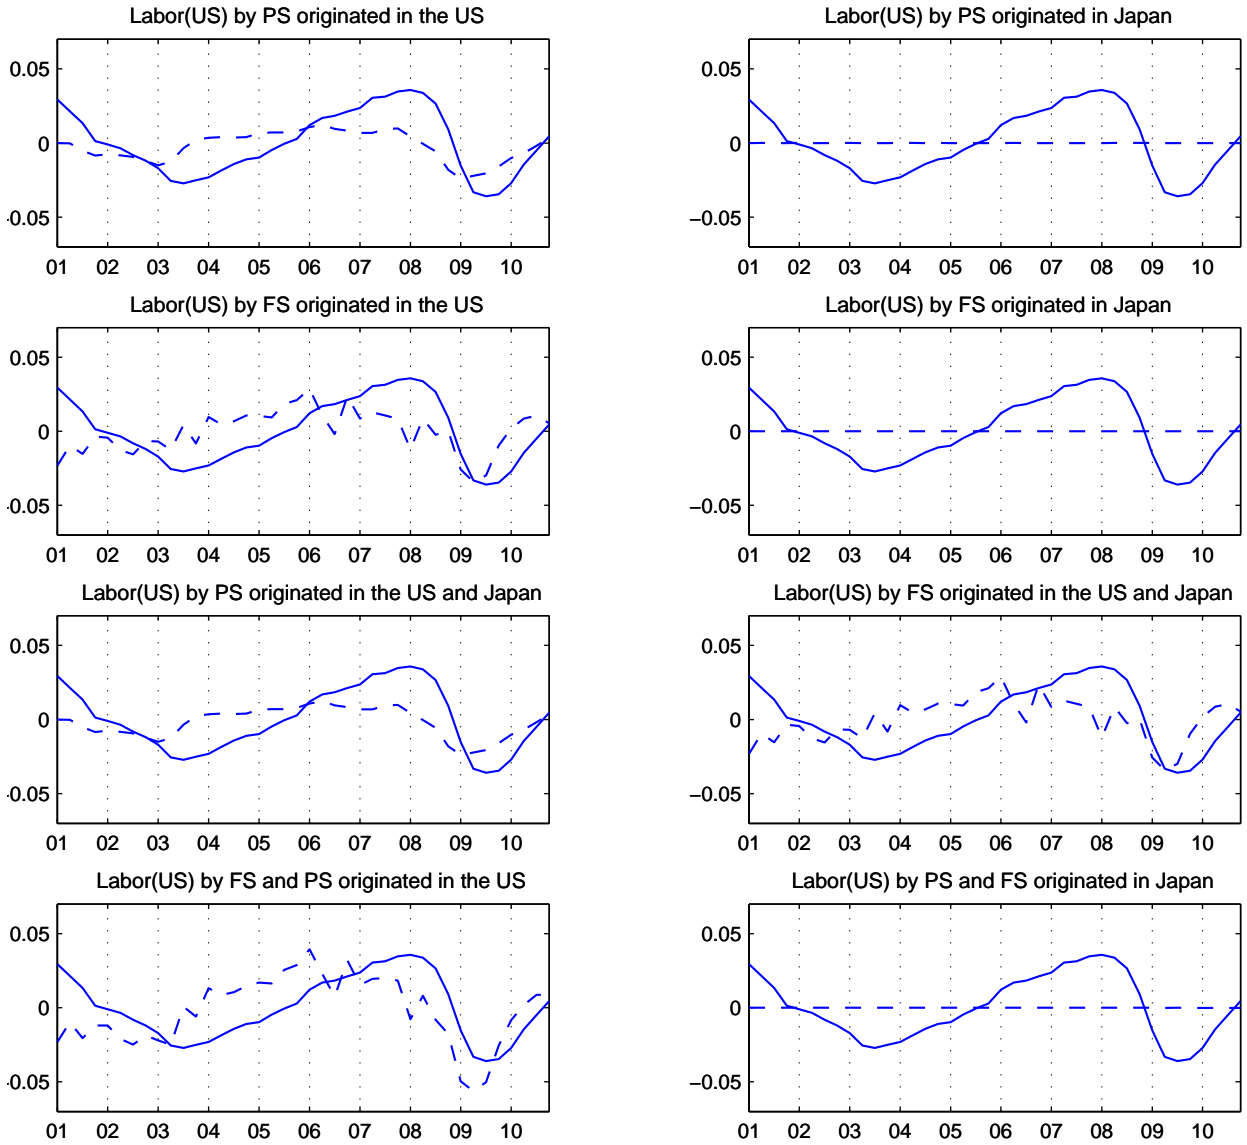 Labor(US) by PS originated in the US
0.05
0
-0.05
01 02 03 04 05 06 07 08 09 10
Labor(US) by PS originated in Japan
0.05
0
−0.05
01 02 03 04 05 06 07 08 09 10
Labor(US) by FS originated in the US
0.05
0
-0.05
01 02 03 04 05 06 07 08 09 10
Labor(US) by FS originated in Japan
0.05
0
−0.05
01 02 03 04 05 06 07 08 09 10
Labor(US) by PS originated in the US and Japan
0.05
0
-0.05
01 02 03 04 05 06 07 08 09 10
Labor(US) by FS originated in the US and Japan
0.05
0
−0.05
01 02 03 04 05 06 07 08 09 10
Labor(US) by FS and PS originated in the US
0.05
0
-0.05
01 02 03 04 05 06 07 08 09 10
Labor(US) by PS and FS originated in Japan
0.05
0
−0.05
01 02 03 04 05 06 07 08 09 10